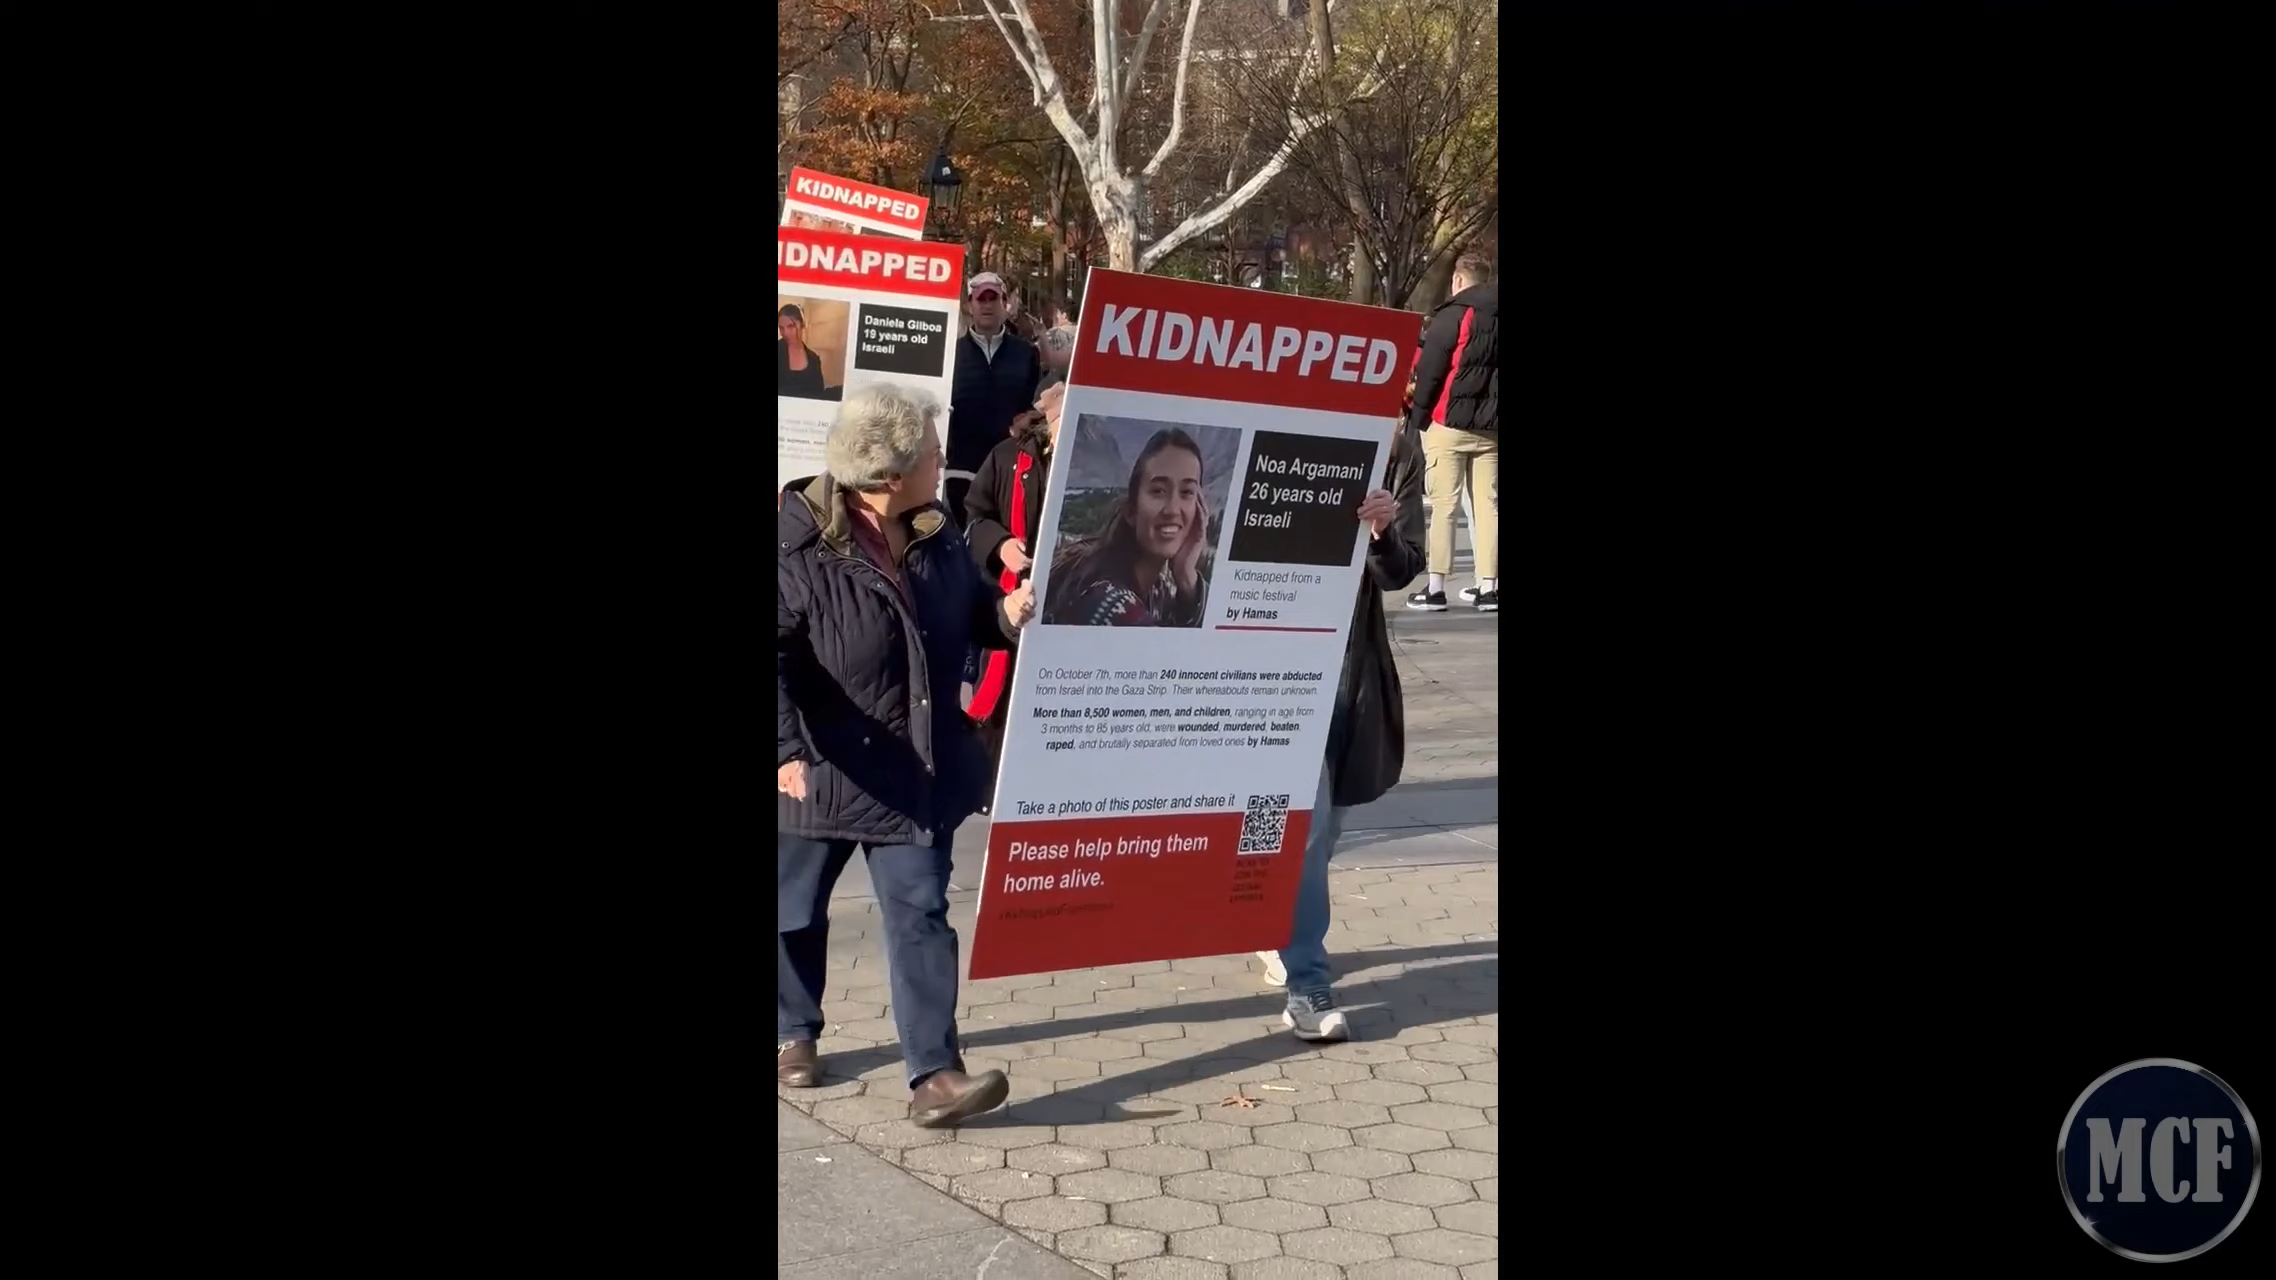 KIDNAPPED
KIDNAPPED
Daniela Gilboa
19 years old
Israeli
KIDNAPPED
Noa Argamani
26 years old
Israeli
Kidnapped from a
music festival
by Hamas
On October 7th, more than 240 innocent civilians were abducted
from Israel into the Gaza Strip. Their whereabouts remain unknown.
More than 8,500 women, men, and children, ranging in age from
3 months to 85 years old, were wounded, murdered, beaten,
raped, and brutally separated from loved ones by Hamas
Take a photo of this poster and share it
Please help bring them
home alive.
MCF